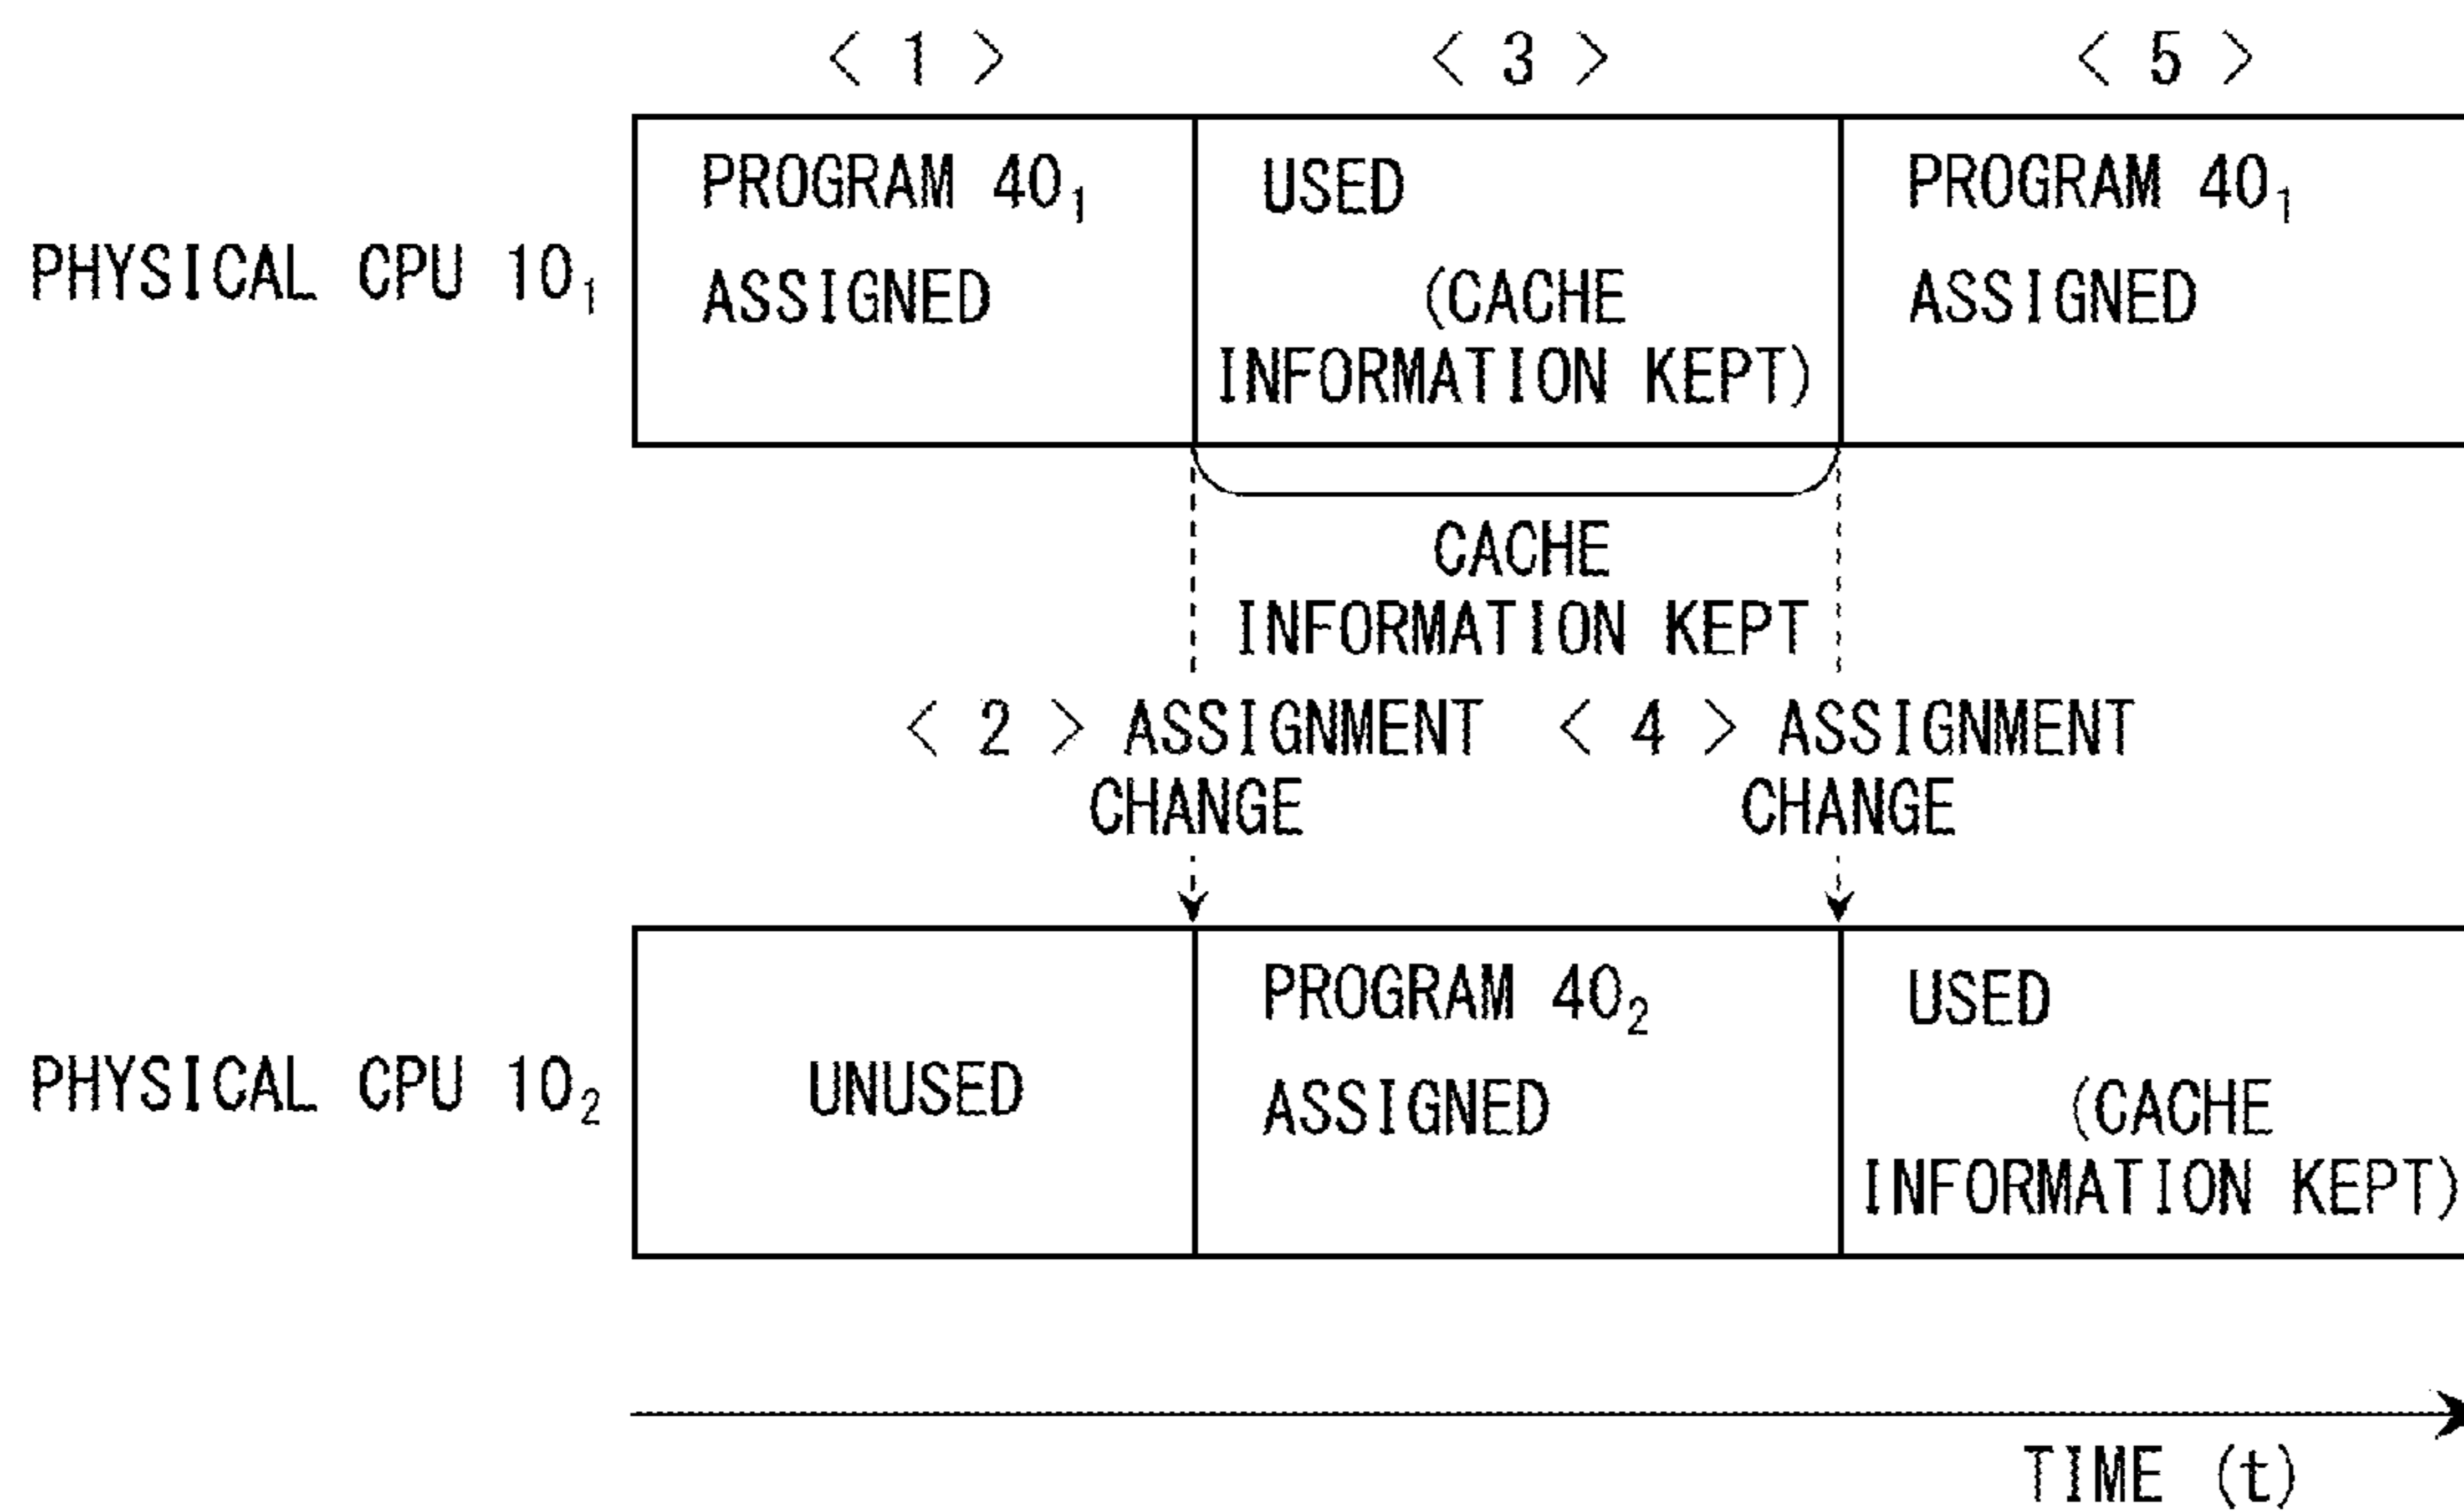 < 1 >
< 3 >
< 5 >
PHYSICAL CPU 10₁
PROGRAM 40₁
ASSIGNED
USED
(CACHE
INFORMATION KEPT)
PROGRAM 40₁
ASSIGNED
CACHE
INFORMATION KEPT
< 2 > ASSIGNMENT
CHANGE
< 4 > ASSIGNMENT
CHANGE
PHYSICAL CPU 10₂
UNUSED
PROGRAM 40₂
ASSIGNED
USED
(CACHE
INFORMATION KEPT)
TIME (t)